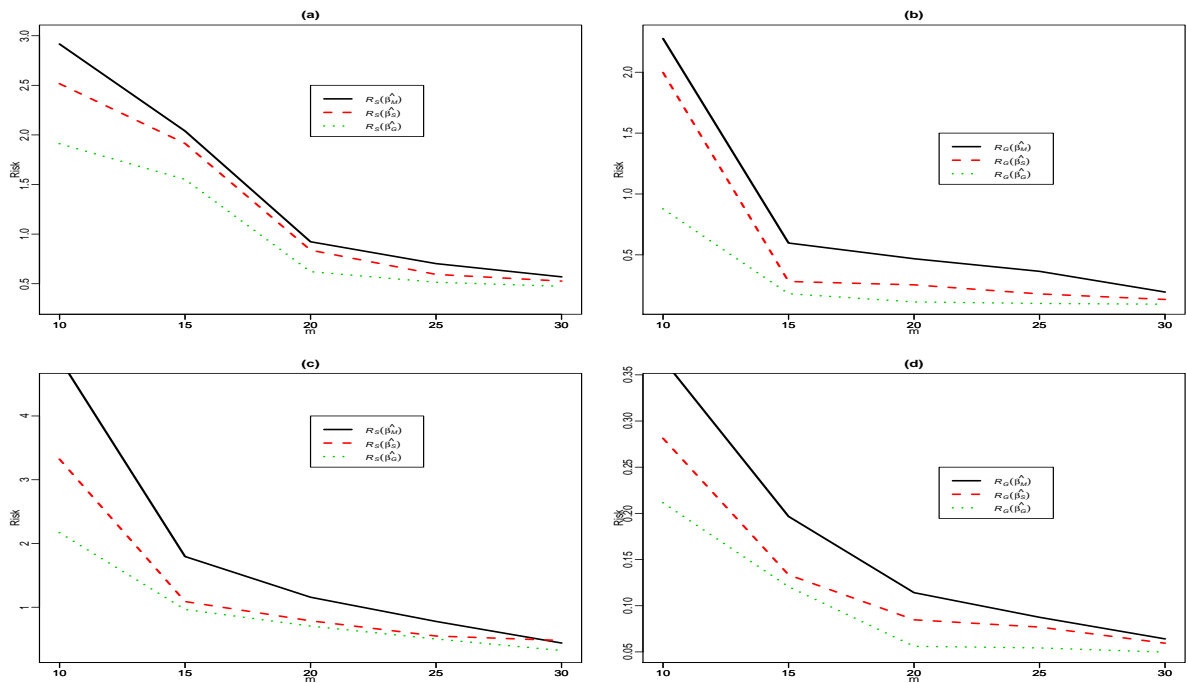 (a)
Risk
3.0
2.5
2.0
1.5
1.0
0.5
R_S(β̂_M)
R_S(β̂_S)
R_S(β̂_G)
10 15 20 25 30
m
(b)
2.0
1.5
1.0
0.5
R_G(β̂_M)
R_G(β̂_S)
R_G(β̂_G)
10 15 20 25 30
(c)
Risk
4
3
2
1
R_S(β̂_M)
R_S(β̂_S)
R_S(β̂_G)
10 15 20 25 30
m
(d)
Risk
0.35
0.30
0.25
0.20
0.15
0.10
0.05
R_G(β̂_M)
R_G(β̂_S)
R_G(β̂_G)
10 15 20 25 30
m